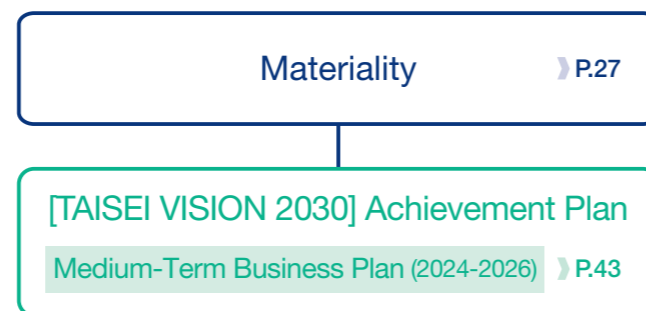 Materiality P.27
[TAISEI VISION 2030] Achievement Plan
Medium-Term Business Plan (2024-2026) P.43